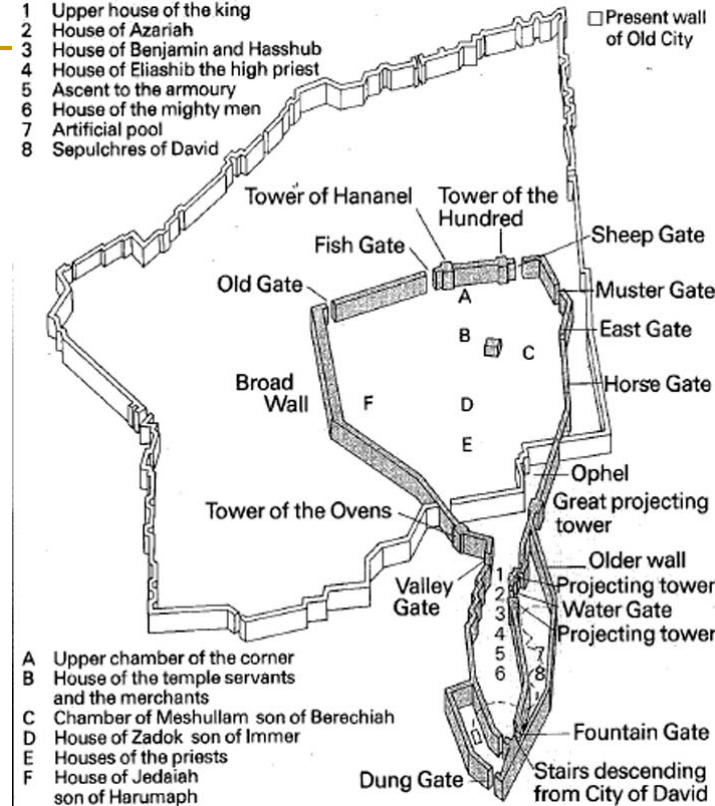 1 Upper house of the king
2 House of Azariah
3 House of Benjamin and Hasshub
4 House of Eliashib the high priest
5 Ascent to the armoury
6 House of the mighty men
7 Artificial pool
8 Sepulchres of David
Present wall
of Old City
Tower of Hananel
Tower of the
Hundred
Fish Gate
Sheep Gate
Old Gate
Muster Gate
A
East Gate
B
C
Horse Gate
Broad
Wall
F
D
E
Ophel
Great projecting
tower
Tower of the Ovens
Older wall
Valley
Gate
Projecting tower
Water Gate
Projecting tower
1
2
3
4
5
6
7
8
A Upper chamber of the corner
B House of the temple servants
and the merchants
C Chamber of Meshullam son of Berechiah
D House of Zadok son of Immer
E Houses of the priests
F House of Jedaiah
son of Harumaph
Fountain Gate
Dung Gate
Stairs descending
from City of David